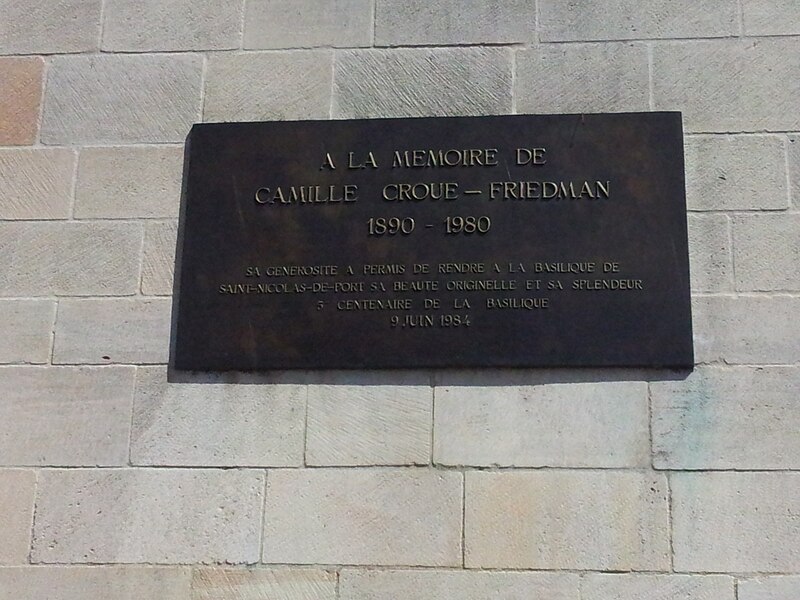 A LA MEMOIRE DE
CAMILLE CROUE - FRIEDMAN
1890 - 1980
SA GENEROSITE A PERMIS DE RENDRE A LA BASILIQUE DE
SAINT-NICOLAS-DE-PORT SA BEAUTE ORIGINELLE ET SA SPLENDEUR
5 CENTENAIRE DE LA BASILIQUE
9 JUIN 1984